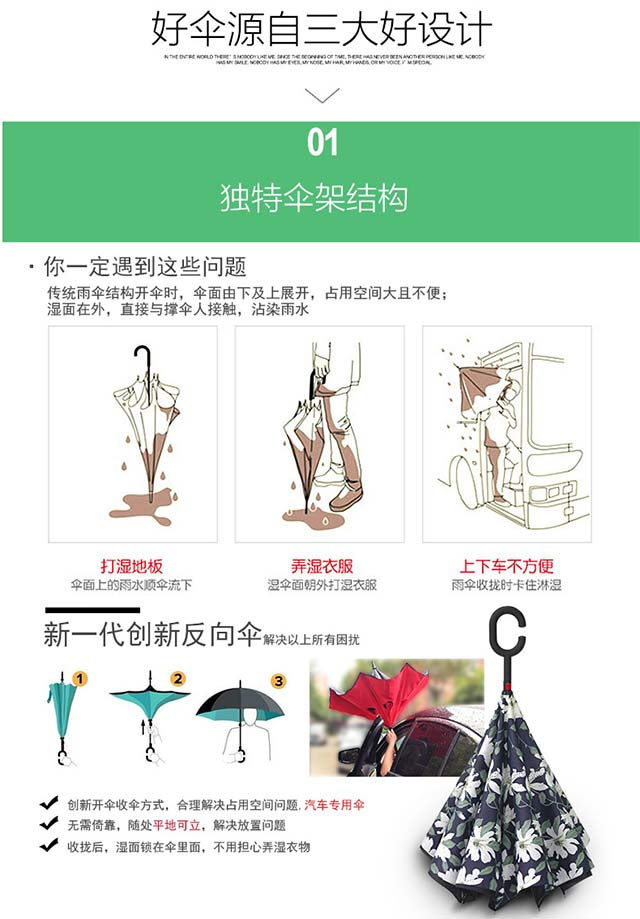 好伞源自三大好设计
IN THE ENTIRE WORLD THERE'S NOBODY LIKE ME. SINCE THE BEGINNING OF TIME, THERE HAS NEVER BEEN ANOTHER PERSON LIKE ME. NOBODY
HAS MY SMILE. NOBODY HAS MY EYES, MY NOSE, MY HAIR, MY HANDS, OR MY VOICE. I'M SPECIAL.
01
独特伞架结构
· 你一定遇到这些问题
传统雨伞结构开伞时，伞面由下及上展开，占用空间大且不便；
湿面在外，直接与撑伞人接触，沾染雨水
打湿地板
伞面上的雨水顺伞流下
弄湿衣服
湿伞面朝外打湿衣服
上下车不方便
雨伞收拢时卡住淋湿
新一代创新反向伞解决以上所有困扰
1
2
3
创新开伞收伞方式，合理解决占用空间问题, 汽车专用伞
无需倚靠，随处平地可立，解决放置问题
收拢后，湿面锁在伞里面，不用担心弄湿衣物